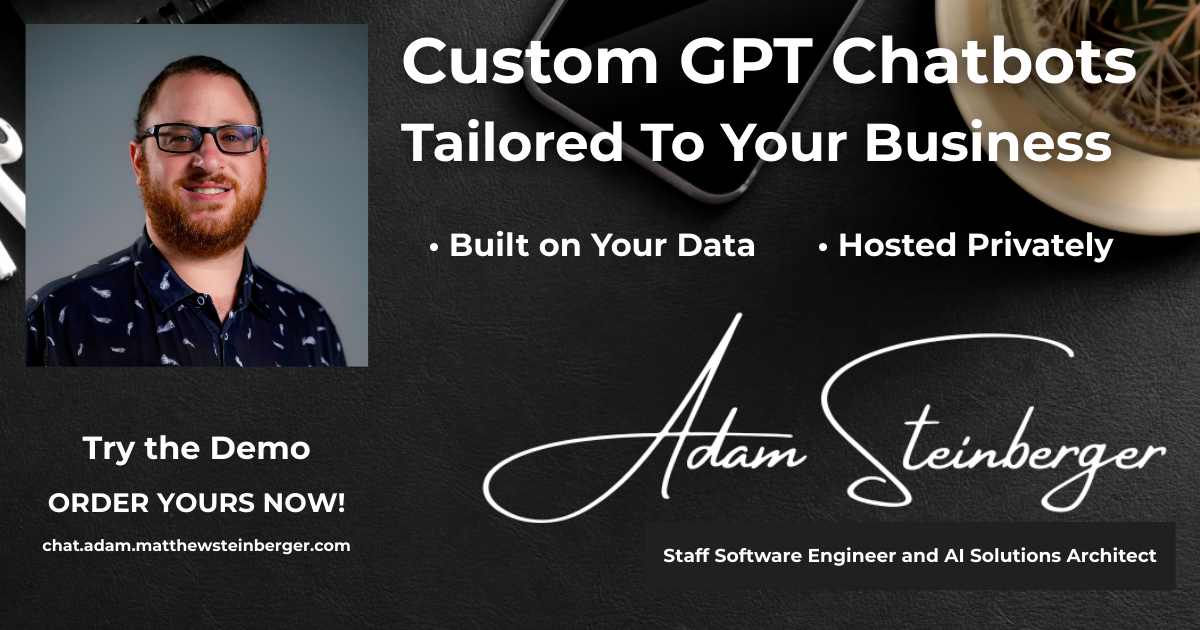 Custom GPT Chatbots
Tailored To Your Business
• Built on Your Data
• Hosted Privately
Adam Steinberger
Staff Software Engineer and AI Solutions Architect
Try the Demo
ORDER YOURS NOW!
chat.adam.matthewsteinberger.com